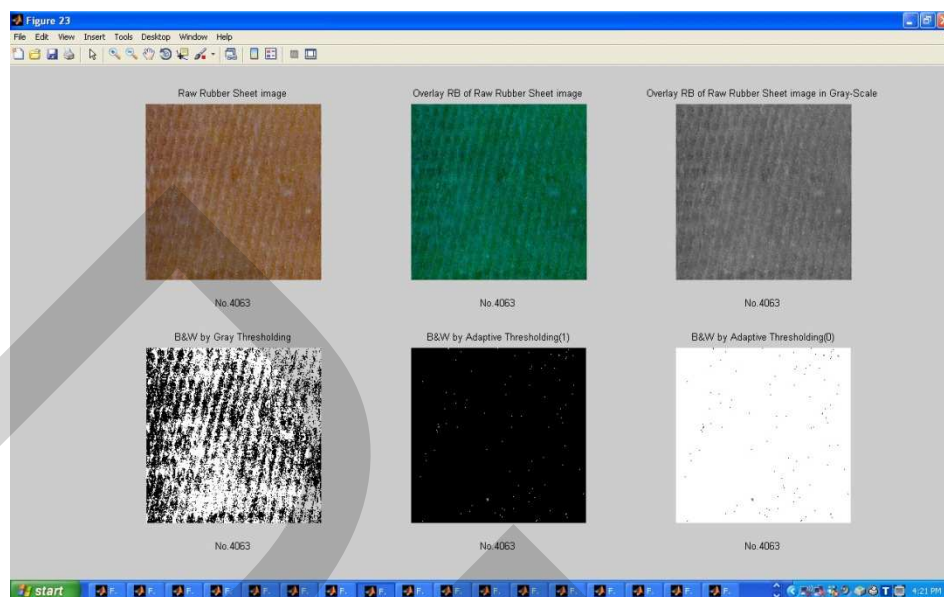 Figure 23
File Edit View Insert Tools Desktop Window Help
Raw Rubber Sheet image
Overlay RB of Raw Rubber Sheet image
Overlay RB of Raw Rubber Sheet image in Gray-Scale
No.4063
No.4063
No.4063
B&W by Gray Thresholding
B&W by Adaptive Thresholding(1)
B&W by Adaptive Thresholding(0)
No.4063
No.4063
No.4063
start F. F. F. F. F. F. F. F. F. F. F. F. F. F. F. F. F. 4:21 PM